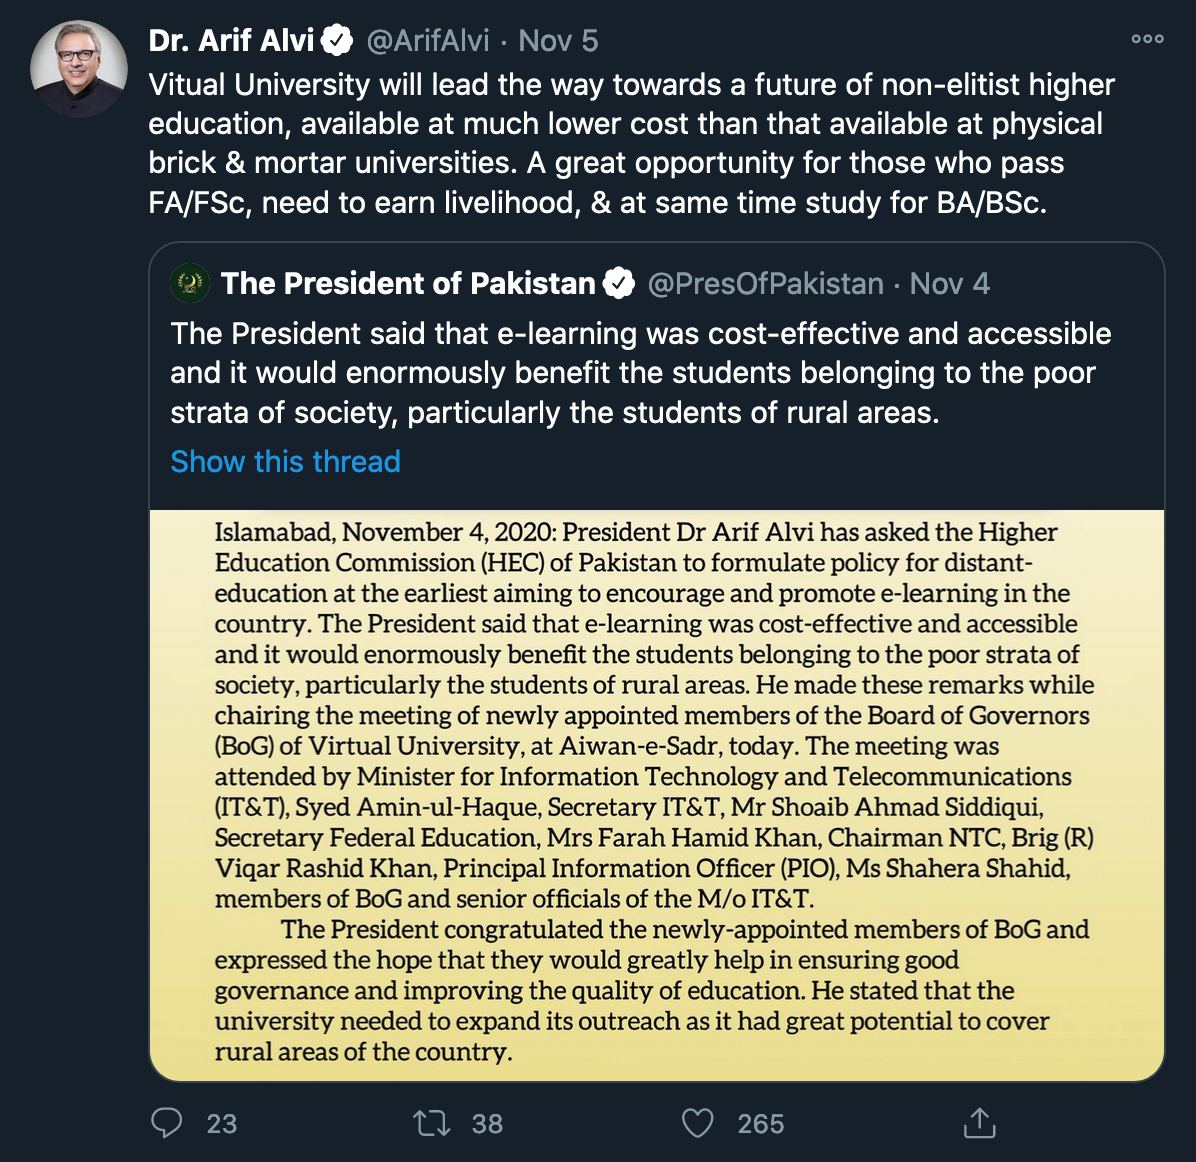 Dr. Arif Alvi @ArifAlvi · Nov 5
Vitual University will lead the way towards a future of non-elitist higher
education, available at much lower cost than that available at physical
brick & mortar universities. A great opportunity for those who pass
FA/FSc, need to earn livelihood, & at same time study for BA/BSc.
The President of Pakistan @PresOfPakistan · Nov 4
The President said that e-learning was cost-effective and accessible
and it would enormously benefit the students belonging to the poor
strata of society, particularly the students of rural areas.
Show this thread
Islamabad, November 4, 2020: President Dr Arif Alvi has asked the Higher
Education Commission (HEC) of Pakistan to formulate policy for distant-
education at the earliest aiming to encourage and promote e-learning in the
country. The President said that e-learning was cost-effective and accessible
and it would enormously benefit the students belonging to the poor strata of
society, particularly the students of rural areas. He made these remarks while
chairing the meeting of newly appointed members of the Board of Governors
(BoG) of Virtual University, at Aiwan-e-Sadr, today. The meeting was
attended by Minister for Information Technology and Telecommunications
(IT&T), Syed Amin-ul-Haque, Secretary IT&T, Mr Shoaib Ahmad Siddiqui,
Secretary Federal Education, Mrs Farah Hamid Khan, Chairman NTC, Brig (R)
Viqar Rashid Khan, Principal Information Officer (PIO), Ms Shahera Shahid,
members of BoG and senior officials of the M/o IT&T.
The President congratulated the newly-appointed members of BoG and
expressed the hope that they would greatly help in ensuring good
governance and improving the quality of education. He stated that the
university needed to expand its outreach as it had great potential to cover
rural areas of the country.
23 38 265